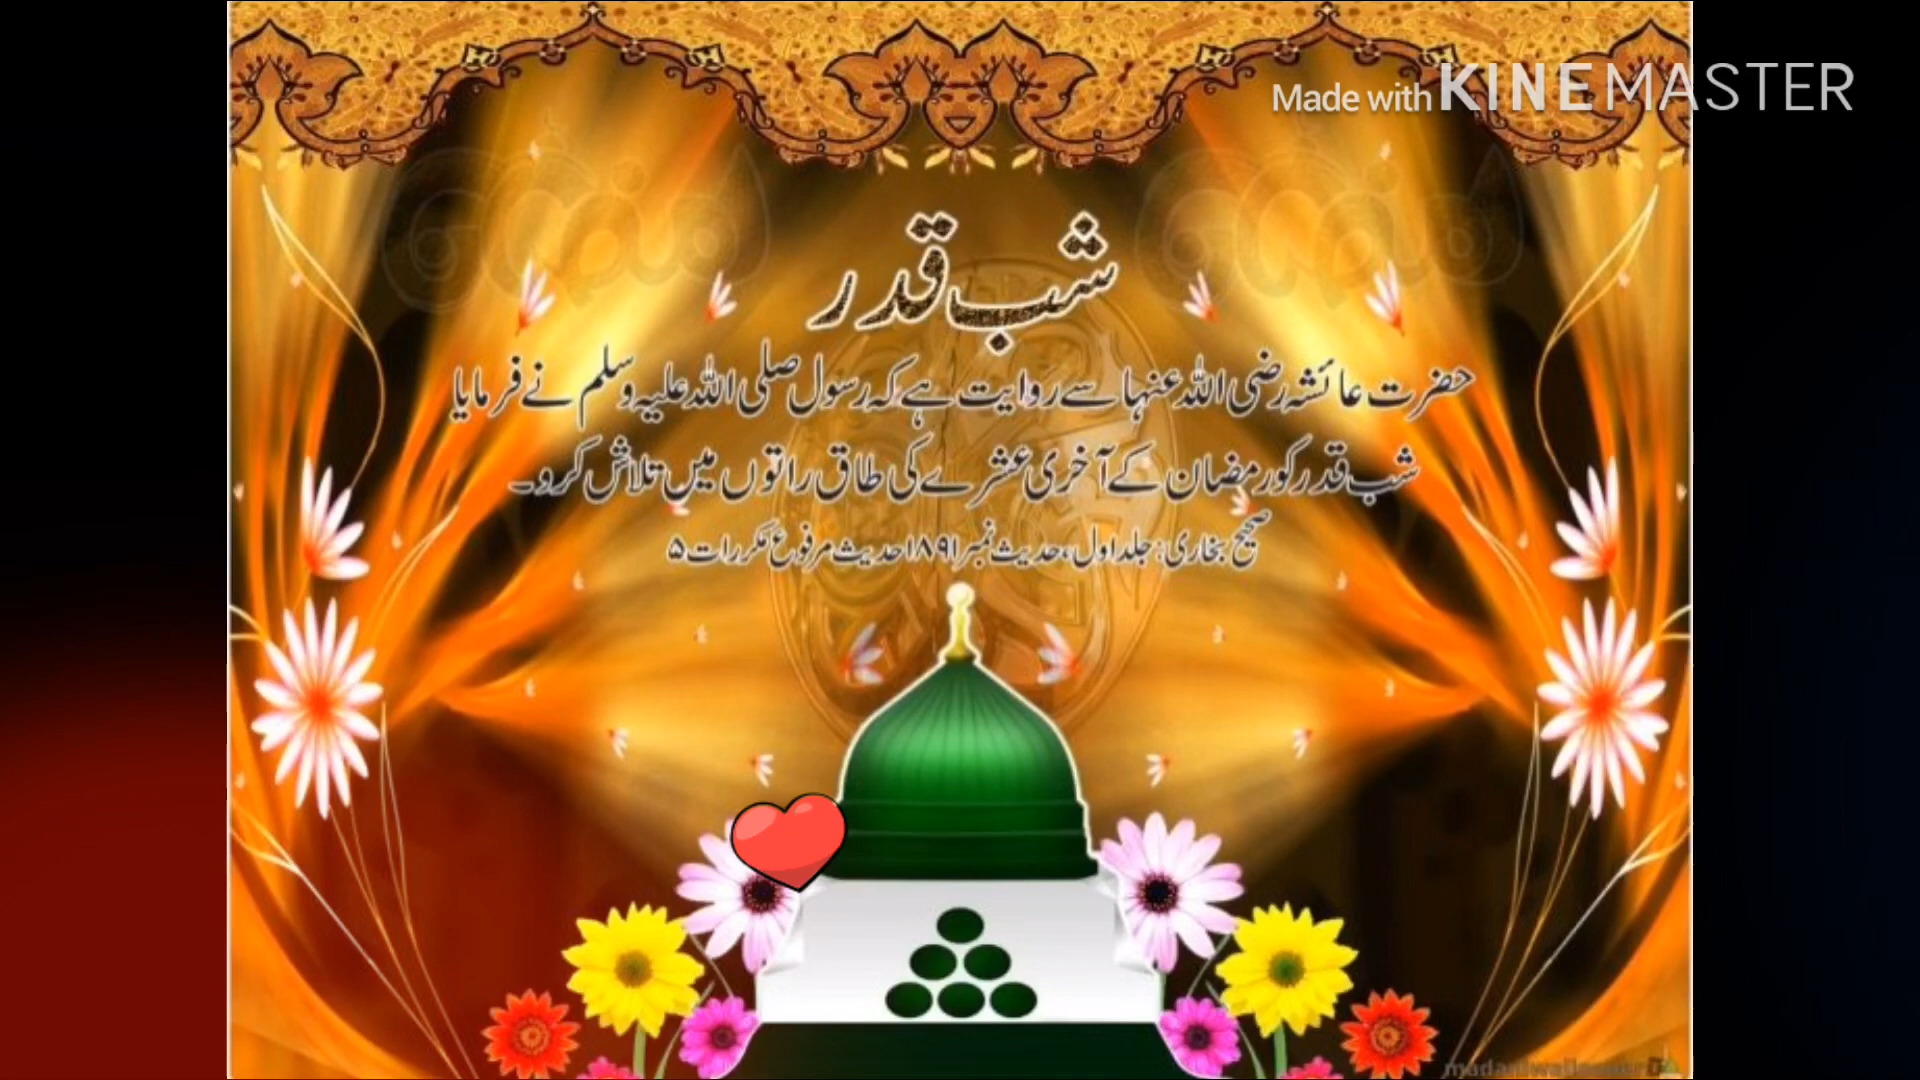 Made with KINEMASTER
شب قدر
حضرت عائشہ رضی اللہ عنہا سے روایت ہے کہ رسول صلی اللہ علیہ وسلم نے فرمایا
شب قدر کو رمضان کے آخری عشرے کی طاق راتوں میں تلاش کرو۔
صحیح بخاری: جلد اول، حدیث نمبر ۱۸۹۱ حدیث مرفوع مکررات ۵